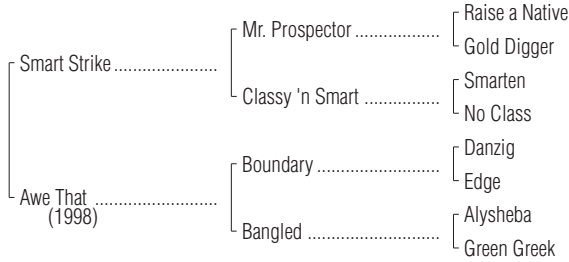 Raise a Native
Mr. Prospector ..................
Gold Digger
Smart Strike ......................
Smarten
Classy 'n Smart ................
No Class
Danzig
Boundary ..........................
Edge
Awe That ..........................
(1998)
Alysheba
Bangled ............................
Green Greek